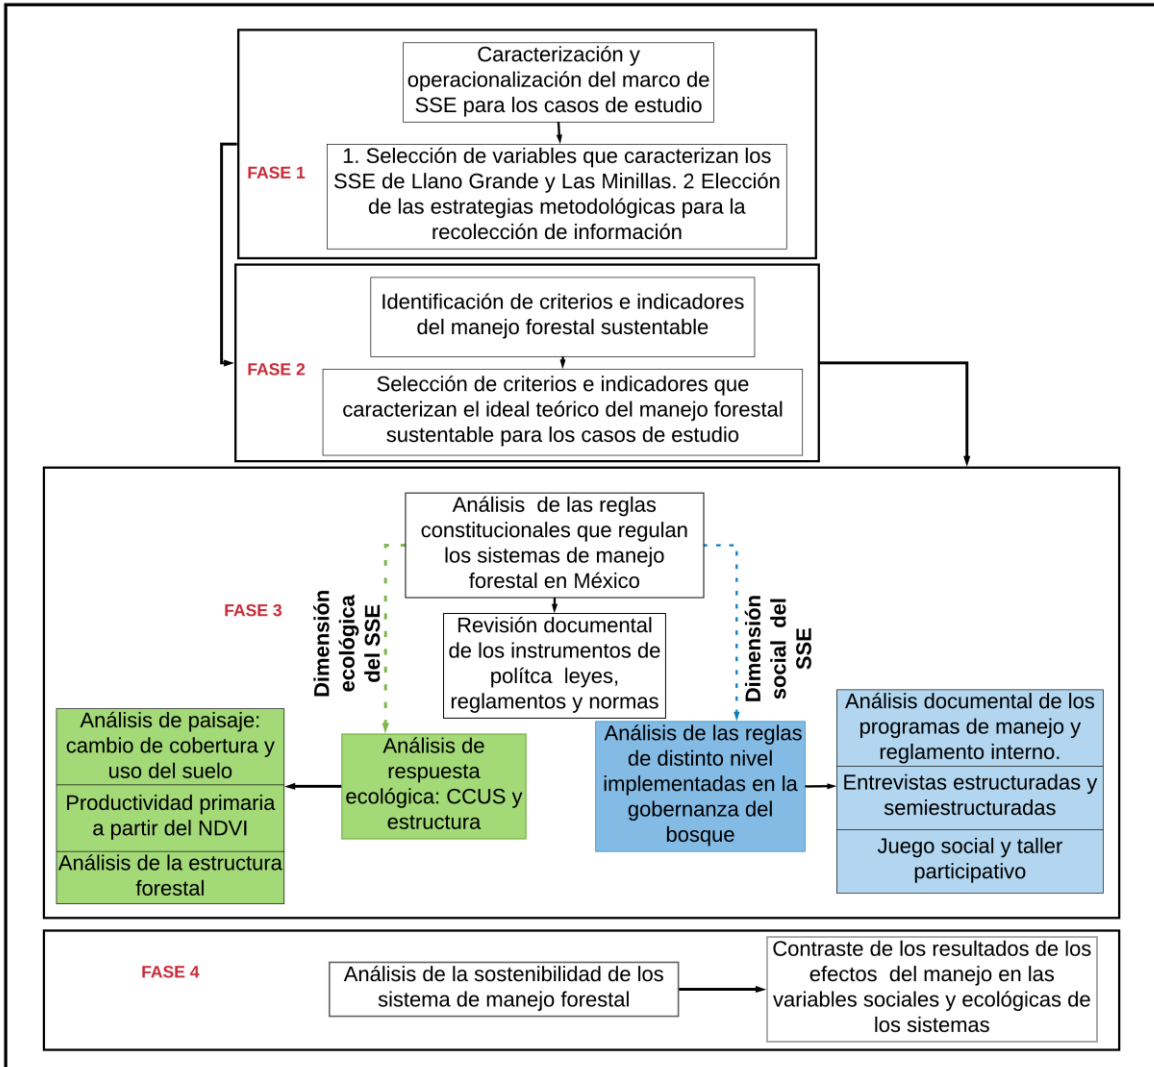 Caracterización y
operacionalización del marco de
SSE para los casos de estudio
FASE 1
1. Selección de variables que caracterizan los
SSE de Llano Grande y Las Minillas. 2 Elección
de las estrategias metodológicas para la
recolección de información
Identificación de criterios e indicadores
del manejo forestal sustentable
FASE 2
Selección de criterios e indicadores que
caracterizan el ideal teórico del manejo forestal
sustentable para los casos de estudio
Análisis de las reglas
constitucionales que regulan
los sistemas de manejo
forestal en México
FASE 3
Dimensión
ecológica
del SSE
Revisión documental
de los instrumentos de
polítca leyes,
reglamentos y normas
Dimensión
social del
SSE
Análisis de paisaje:
cambio de cobertura y
uso del suelo
Productividad primaria
a partir del NDVI
Análisis de la estructura
forestal
Análisis de
respuesta
ecológica: CCUS y
estructura
Análisis de las reglas
de distinto nivel
implementadas en la
gobernanza del
bosque
Análisis documental de los
programas de manejo y
reglamento interno.
Entrevistas estructuradas y
semiestructuradas
Juego social y taller
participativo
FASE 4
Análisis de la sostenibilidad de los
sistema de manejo forestal
Contraste de los resultados de los
efectos del manejo en las
variables sociales y ecológicas de
los sistemas